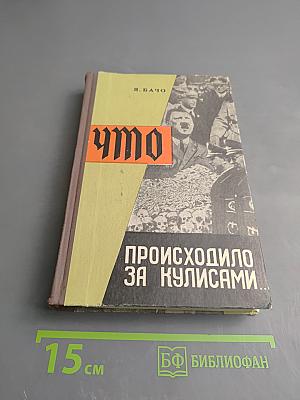 Я. БАЧО
ЧТО
ПРОИСХОДИЛО
ЗА КУЛИСАМИ...
15 см
БФ БИБЛИОФАН